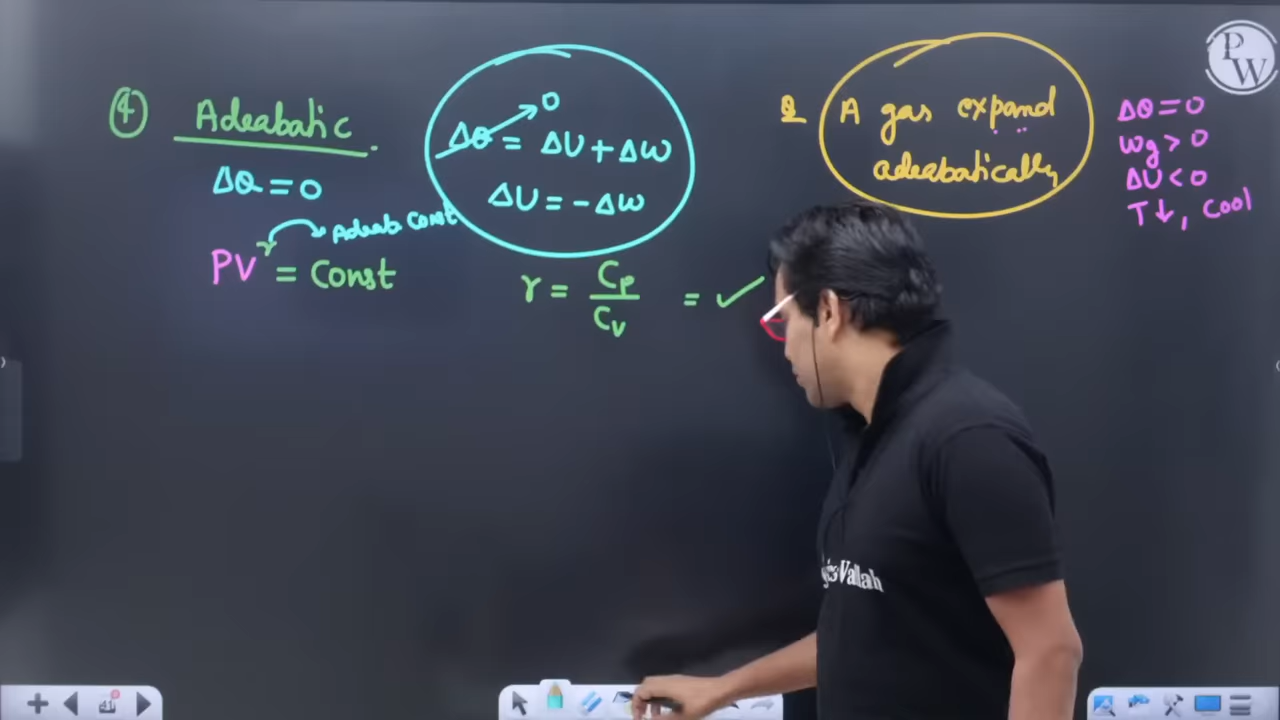 ④ Adeabatic
ΔQ = 0
PV^γ = Const
Adeab Const
ΔQ → 0 = ΔU + ΔW
ΔU = -ΔW
γ = Cp/Cv = ✓
Q A gas expand
adeabatically
ΔQ = 0
Wg > 0
ΔU < 0
T↓, Cool
PW
Vallah